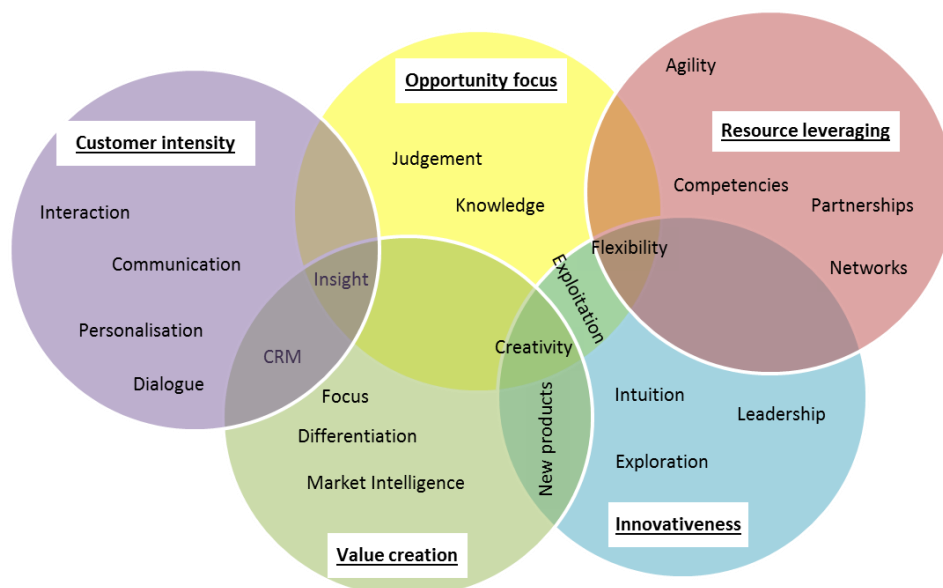 Opportunity focus
Agility
Customer intensity
Resource leveraging
Judgement
Competencies
Knowledge
Partnerships
Interaction
Flexibility
Communication
Networks
Insight
Exploitation
Personalisation
CRM
Creativity
Dialogue
Focus
Intuition
Leadership
Differentiation
New products
Exploration
Market Intelligence
Innovativeness
Value creation